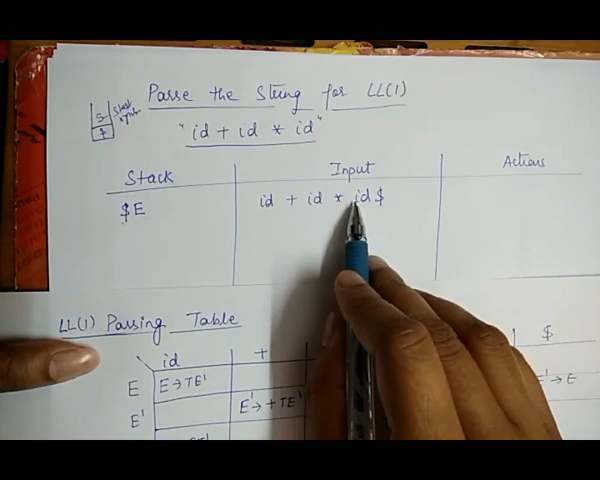 Parse the String for LL(1)
"id + id * id"
S
$
Start
Stack Input Actions
$E id + id * id $
LL(1) Parsing Table
id + $
E E→TE'
E' E'→+TE'